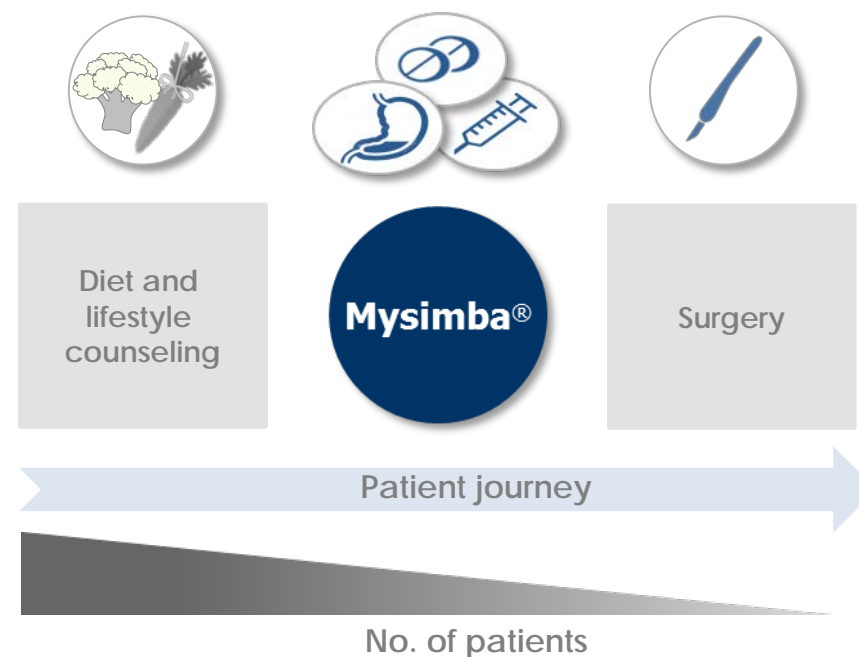 Diet and
lifestyle
counseling
Mysimba®
Surgery
Patient journey
No. of patients